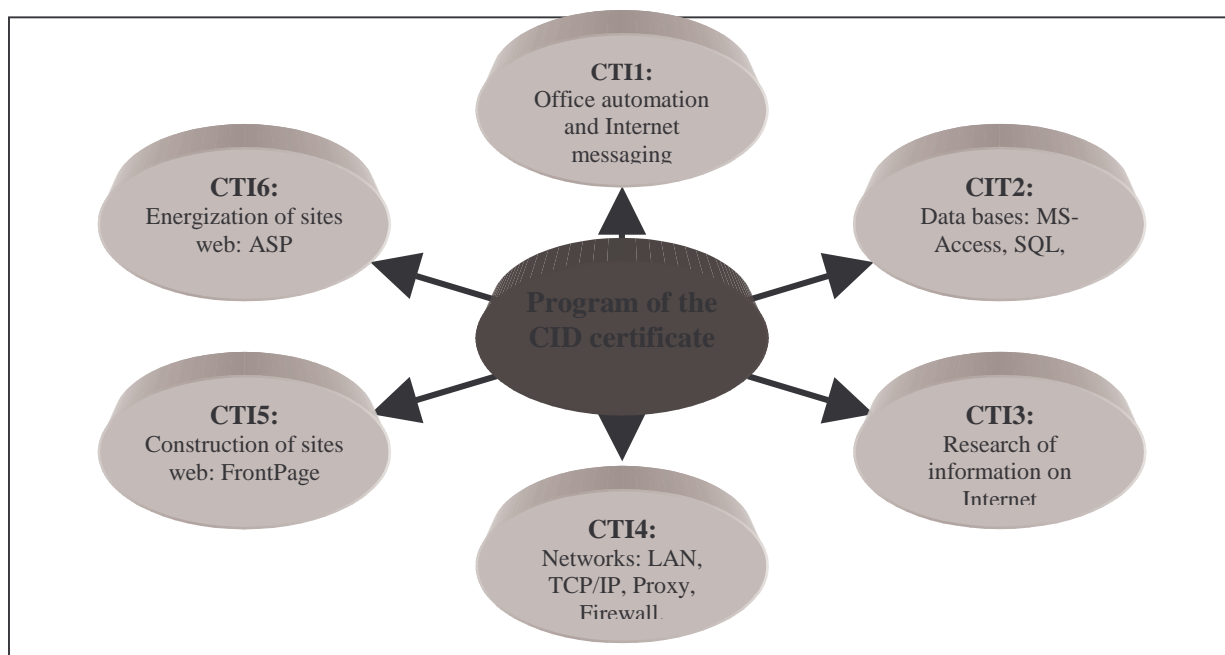 CTI1:
Office automation
and Internet
messaging
CTI6:
Energization of sites
web: ASP
CIT2:
Data bases: MS-
Access, SQL,
Program of the
CID certificate
CTI5:
Construction of sites
web: FrontPage
CTI3:
Research of
information on
Internet
CTI4:
Networks: LAN,
TCP/IP, Proxy,
Firewall.